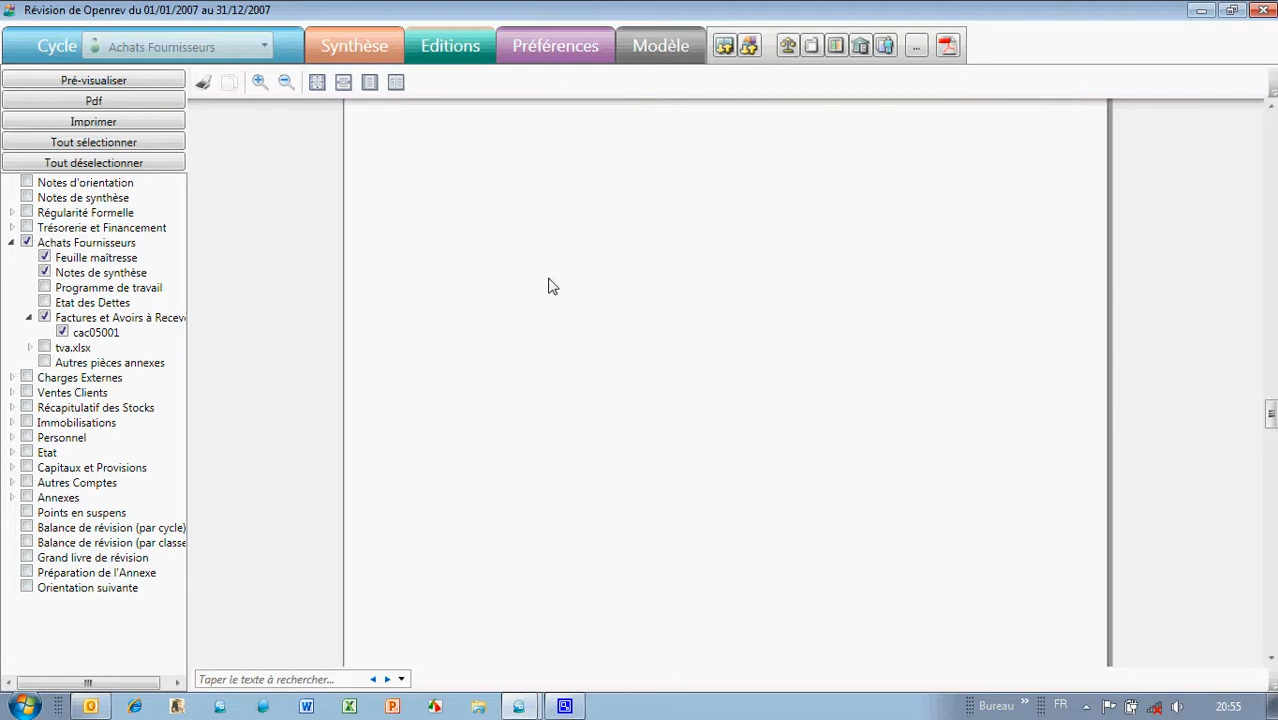 Révision de Openrev du 01/01/2007 au 31/12/2007
Cycle Achats Fournisseurs Synthèse Editions Préférences Modèle ...
Pré-visualiser
Pdf
Imprimer
Tout sélectionner
Tout déselectionner
Notes d'orientation
Notes de synthèse
Régularité Formelle
Trésorerie et Financement
Achats Fournisseurs
Feuille maîtresse
Notes de synthèse
Programme de travail
Etat des Dettes
Factures et Avoirs à Recev
cac05001
tva.xlsx
Autres pièces annexes
Charges Externes
Ventes Clients
Récapitulatif des Stocks
Immobilisations
Personnel
Etat
Capitaux et Provisions
Autres Comptes
Annexes
Points en suspens
Balance de révision (par cycle)
Balance de révision (par classe
Grand livre de révision
Préparation de l'Annexe
Orientation suivante
Taper le texte à rechercher...
Bureau » FR 20:55